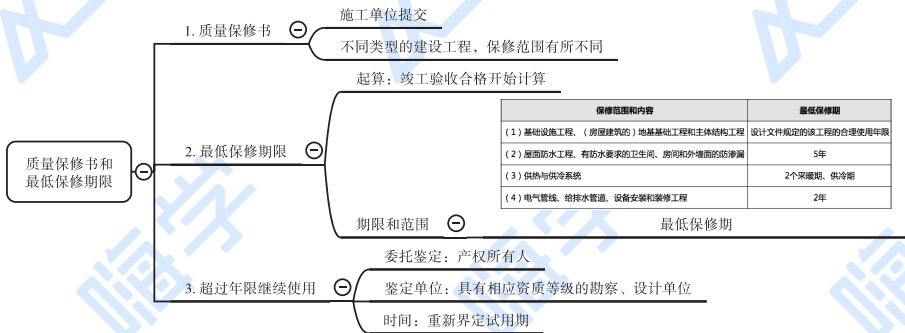 质量保修书和
最低保修期限
1. 质量保修书
施工单位提交
不同类型的建设工程，保修范围有所不同
2. 最低保修期限
起算：竣工验收合格开始计算
保修范围和内容 最低保修期
（1）基础设施工程、（房屋建筑的）地基基础工程和主体结构工程 设计文件规定的该工程的合理使用年限
（2）屋面防水工程、有防水要求的卫生间、房间和外墙面的防渗漏 5年
（3）供热与供冷系统 2个采暖期、供冷期
（4）电气管线、给排水管道、设备安装和装修工程 2年
期限和范围 最低保修期
3. 超过年限继续使用
委托鉴定：产权所有人
鉴定单位：具有相应资质等级的勘察、设计单位
时间：重新界定试用期
嗨学
嗨学
嗨学